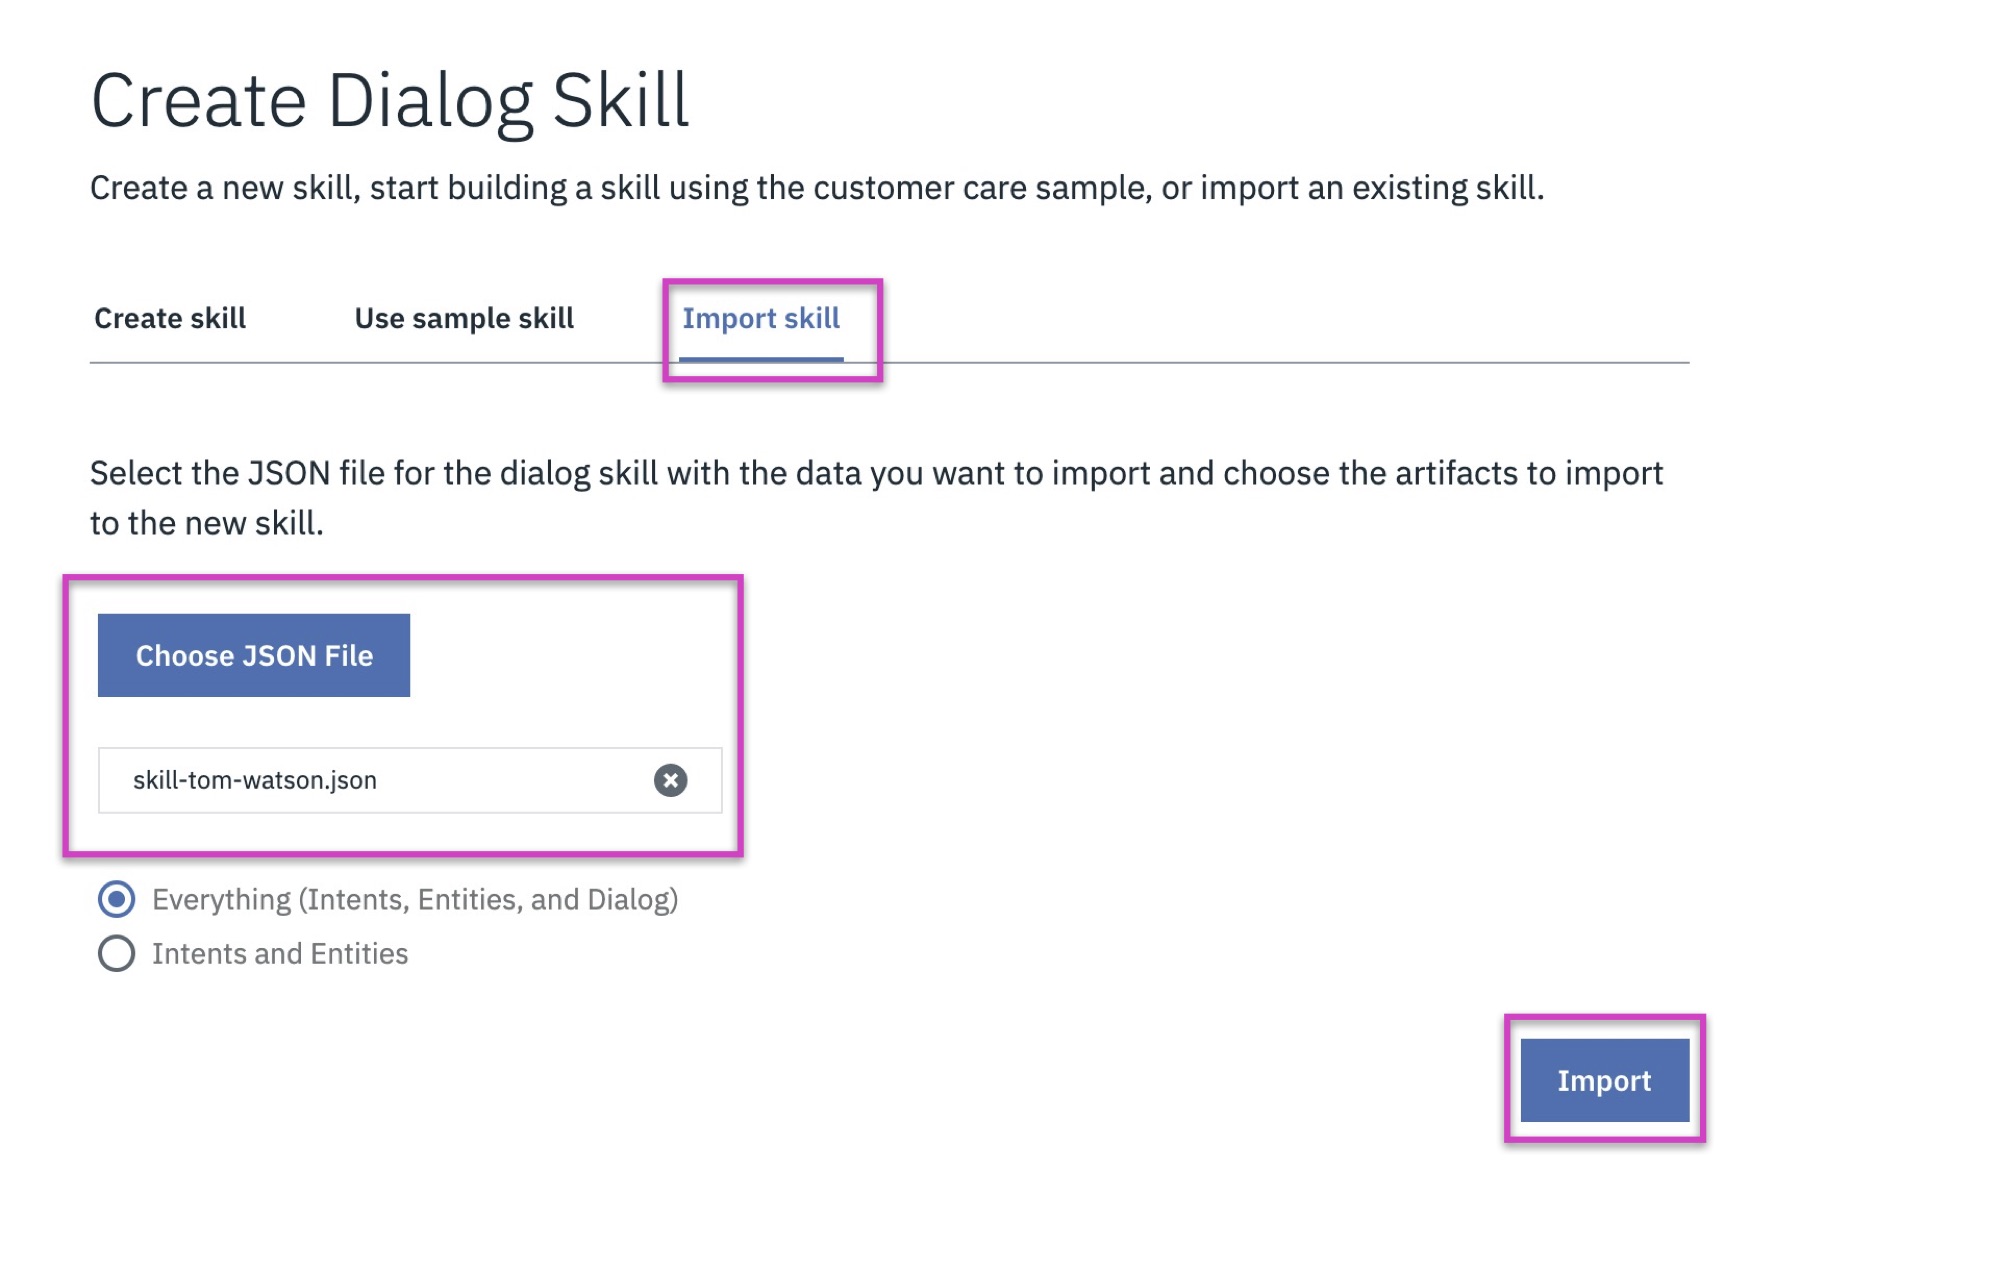 Create Dialog Skill
Create a new skill, start building a skill using the customer care sample, or import an existing skill.
Create skill
Use sample skill
Import skill
Select the JSON file for the dialog skill with the data you want to import and choose the artifacts to import
to the new skill.
Choose JSON File
skill-tom-watson.json
Everything (Intents, Entities, and Dialog)
Intents and Entities
Import